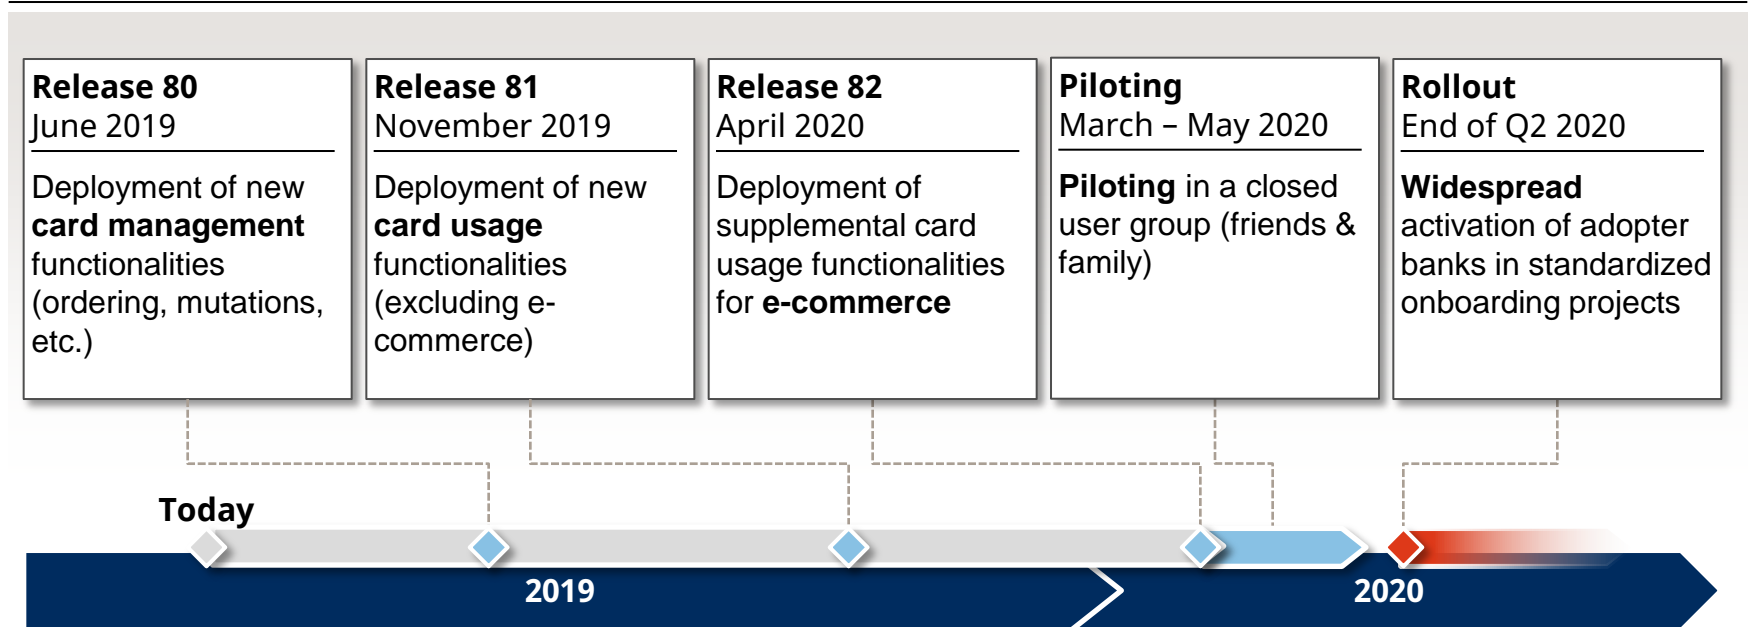 Release 80
June 2019
Deployment of new
card management
functionalities
(ordering, mutations,
etc.)
Release 81
November 2019
Deployment of new
card usage
functionalities
(excluding e-
commerce)
Release 82
April 2020
Deployment of
supplemental card
usage functionalities
for e-commerce
Piloting
March – May 2020
Piloting in a closed
user group (friends &
family)
Rollout
End of Q2 2020
Widespread
activation of adopter
banks in standardized
onboarding projects
Today
2019
2020